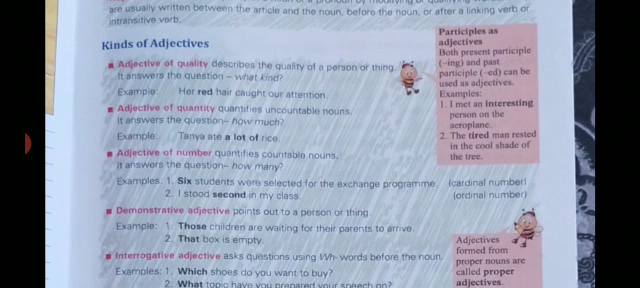 are usually written between the article and the noun, before the noun, or after a linking verb or
intransitive verb.
Kinds of Adjectives
Adjective of quality describes the quality of a person or thing.
It answers the question – what kind?
Example: Her red hair caught our attention.
Adjective of quantity quantifies uncountable nouns.
It answers the question– how much?
Example: Tanya ate a lot of rice.
Adjective of number quantifies countable nouns.
It answers the question– how many?
Examples: 1. Six students were selected for the exchange programme. (cardinal number)
2. I stood second in my class. (ordinal number)
Demonstrative adjective points out to a person or thing.
Example: 1. Those children are waiting for their parents to arrive.
2. That box is empty.
Interrogative adjective asks questions using Wh-words before the noun.
Examples: 1. Which shoes do you want to buy?
2. What topic have you prepared your speech on?
Participles as
adjectives
Both present participle
(–ing) and past
participle (–ed) can be
used as adjectives.
Examples:
1. I met an interesting
person on the
aeroplane.
2. The tired man rested
in the cool shade of
the tree.
Adjectives
formed from
proper nouns are
called proper
adjectives.